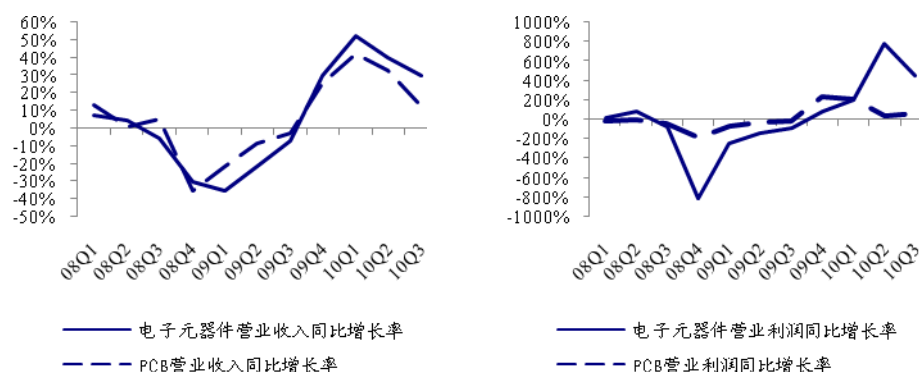 60%
50%
40%
30%
20%
10%
0%
-10%
-20%
-30%
-40%
-50%
08Q1
08Q2
08Q3
08Q4
09Q1
09Q2
09Q3
09Q4
10Q1
10Q2
10Q3
电子元器件营业收入同比增长率
PCB营业收入同比增长率
1000%
800%
600%
400%
200%
0%
-200%
-400%
-600%
-800%
-1000%
08Q1
08Q2
08Q3
08Q4
09Q1
09Q2
09Q3
09Q4
10Q1
10Q2
10Q3
电子元器件营业利润同比增长率
PCB营业利润同比增长率